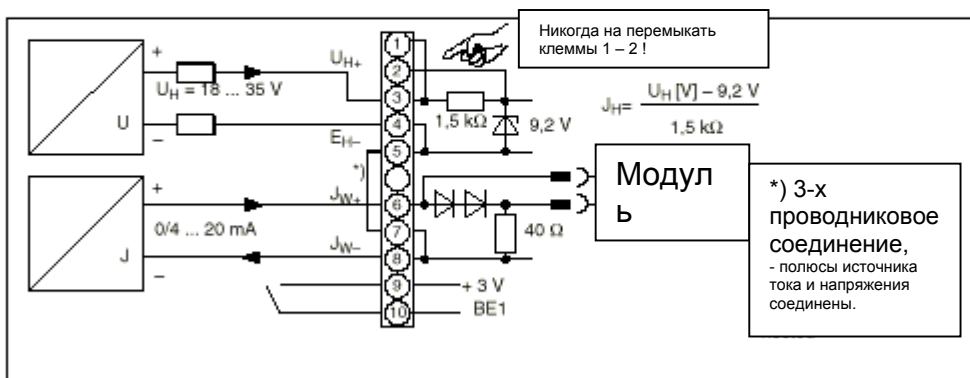 Никогда на перемыкать
клеммы 1 – 2 !
+
U_H+
U_H = 18 ... 35 V
U
–
E_H–
*)
+
J_W+
0/4 ... 20 mA
J
J_W–
–
1
2
3
4
5
6
7
8
9
10
1,5 kΩ
9,2 V
J_H= U_H [V] – 9,2 V
1,5 kΩ
40 Ω
+ 3 V
BE1
Модул
ь
*) 3-х
проводниковое
соединение,
- полюсы источника
тока и напряжения
соединены.